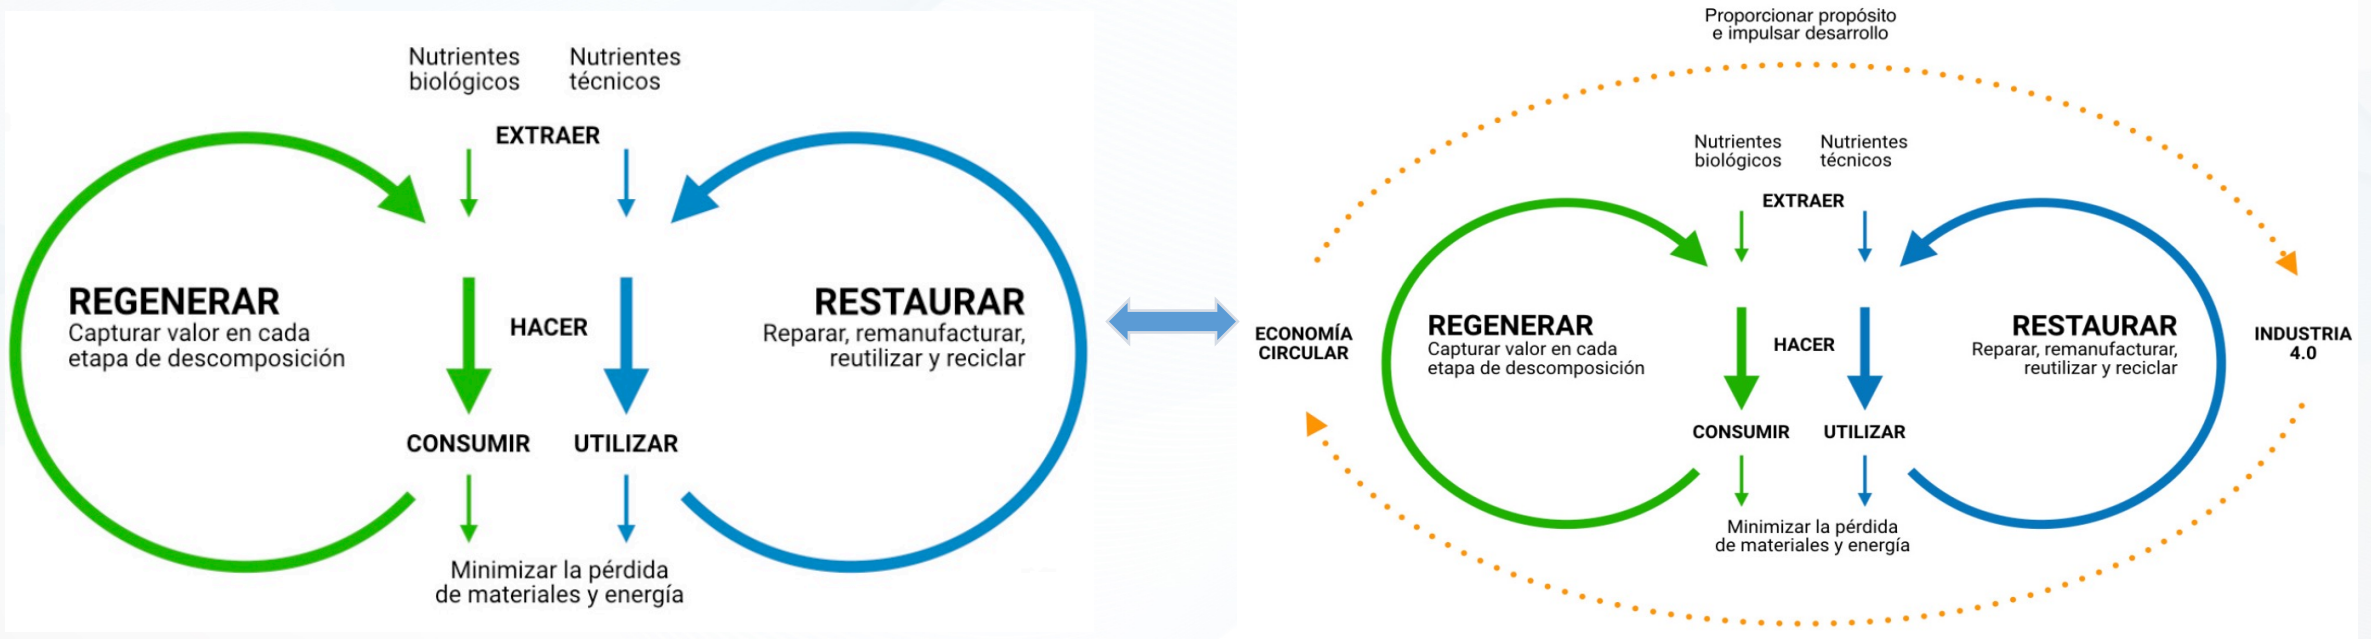 Nutrientes
biológicos
Nutrientes
técnicos
EXTRAER
REGENERAR
Capturar valor en cada
etapa de descomposición
HACER
RESTAURAR
Reparar, remanufacturar,
reutilizar y reciclar
CONSUMIR
UTILIZAR
Minimizar la pérdida
de materiales y energía
Proporcionar propósito
e impulsar desarrollo
Nutrientes
biológicos
Nutrientes
técnicos
EXTRAER
ECONOMÍA
CIRCULAR
REGENERAR
Capturar valor en cada
etapa de descomposición
HACER
RESTAURAR
Reparar, remanufacturar,
reutilizar y reciclar
INDUSTRIA
4.0
CONSUMIR
UTILIZAR
Minimizar la pérdida
de materiales y energía